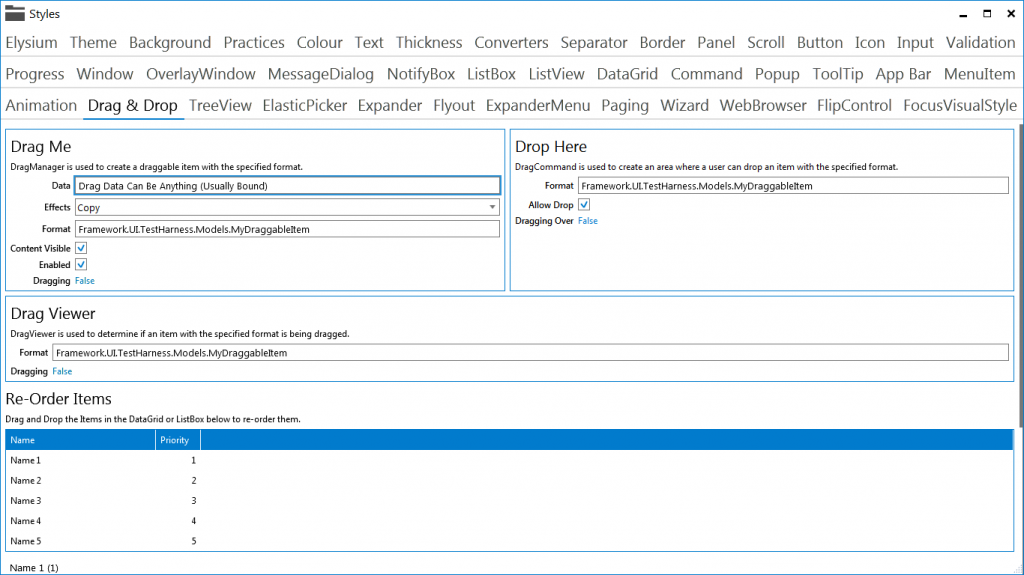 Styles
Elysium Theme Background Practices Colour Text Thickness Converters Separator Border Panel Scroll Button Icon Input Validation
Progress Window OverlayWindow MessageDialog NotifyBox ListBox ListView DataGrid Command Popup ToolTip App Bar MenuItem
Animation Drag & Drop TreeView ElasticPicker Expander Flyout ExpanderMenu Paging Wizard WebBrowser FlipControl FocusVisualStyle
Drag Me
DragManager is used to create a draggable item with the specified format.
Data Drag Data Can Be Anything (Usually Bound)
Effects Copy
Format Framework.UI.TestHarness.Models.MyDraggableItem
Content Visible
Enabled
Dragging False
Drop Here
DragCommand is used to create an area where a user can drop an item with the specified format.
Format Framework.UI.TestHarness.Models.MyDraggableItem
Allow Drop
Dragging Over False
Drag Viewer
DragViewer is used to determine if an item with the specified format is being dragged.
Format Framework.UI.TestHarness.Models.MyDraggableItem
Dragging False
Re-Order Items
Drag and Drop the Items in the DataGrid or ListBox below to re-order them.
Name Priority
Name 1 1
Name 2 2
Name 3 3
Name 4 4
Name 5 5
Name 1 (1)